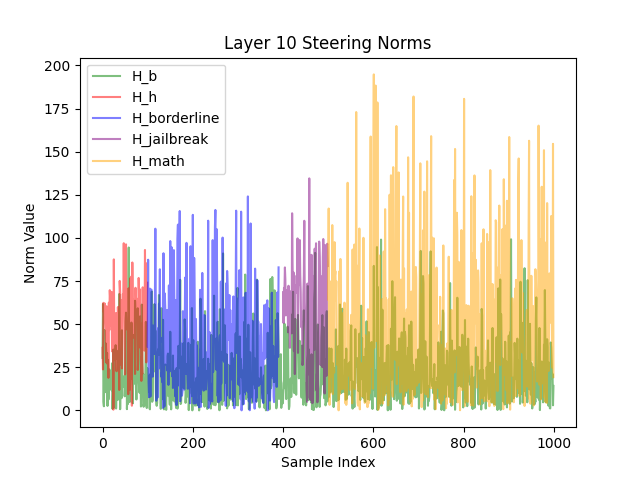 Layer 10 Steering Norms
200
175
150
125
100
75
50
25
0
Norm Value
H_b
H_h
H_borderline
H_jailbreak
H_math
0
200
400
600
800
1000
Sample Index